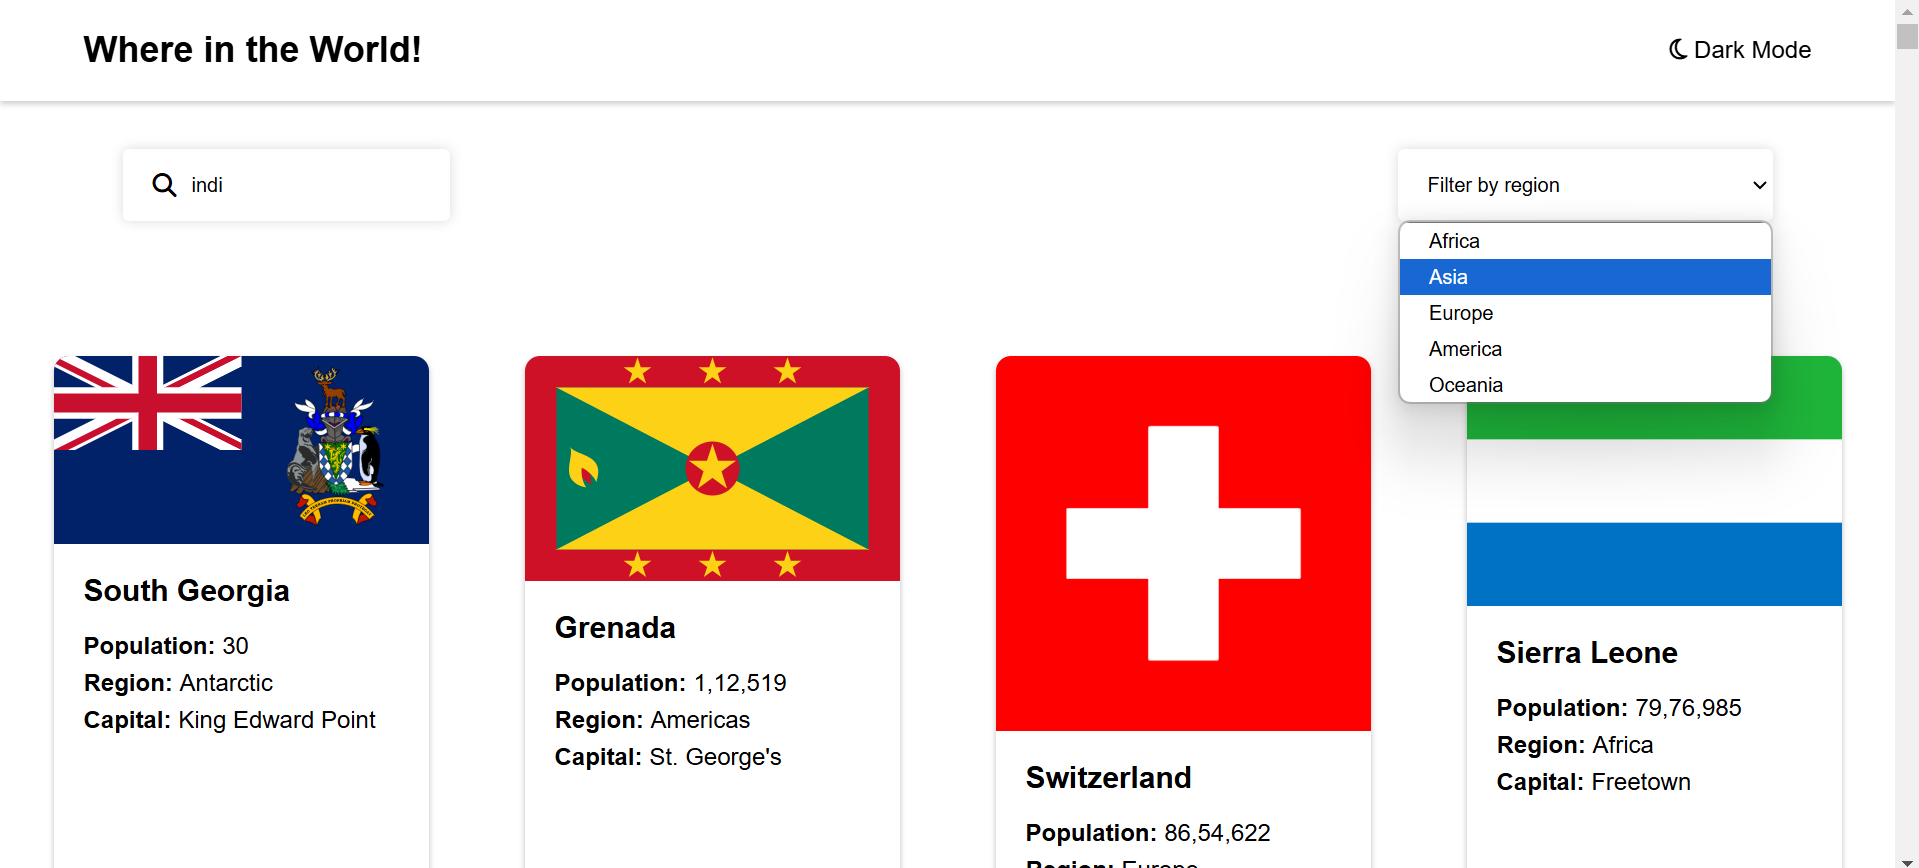 Where in the World!
Dark Mode
indi
Filter by region
Africa
Asia
Europe
America
Oceania
South Georgia
Population: 30
Region: Antarctic
Capital: King Edward Point
Grenada
Population: 1,12,519
Region: Americas
Capital: St. George's
Switzerland
Population: 86,54,622
Region: Europe
Sierra Leone
Population: 79,76,985
Region: Africa
Capital: Freetown